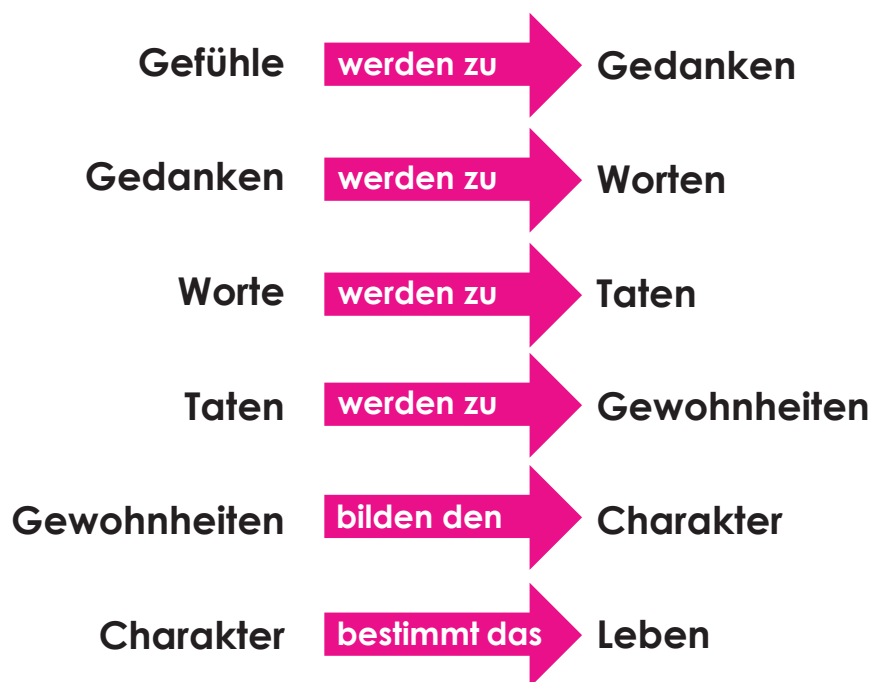 Gefühle werden zu Gedanken
Gedanken werden zu Worten
Worte werden zu Taten
Taten werden zu Gewohnheiten
Gewohnheiten bilden den Charakter
Charakter bestimmt das Leben